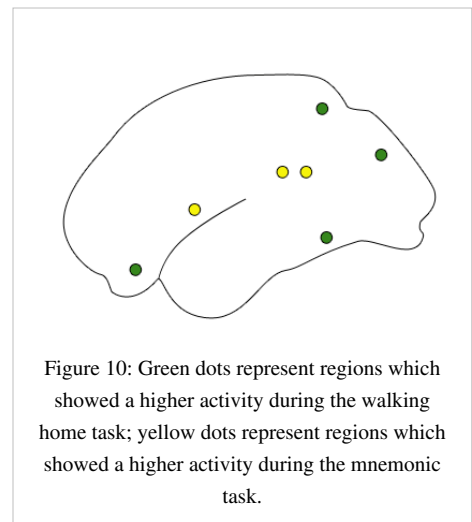 Figure 10: Green dots represent regions which
showed a higher activity during the walking
home task; yellow dots represent regions which
showed a higher activity during the mnemonic
task.